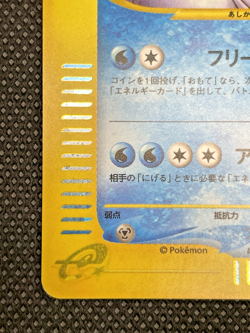 あしか
フリー
コインを1回投げ、「おもて」なら、次
「エネルギーカード」を出して、バト
ア
相手の「にげる」ときに必要な「エネ
弱点 抵抗力
© Pokémon